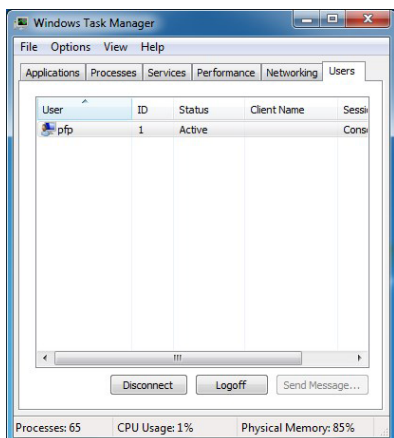 Windows Task Manager
File Options View Help
Applications Processes Services Performance Networking Users
User ID Status Client Name Sessi
pfp 1 Active Cons
Disconnect Logoff Send Message...
Processes: 65 CPU Usage: 1% Physical Memory: 85%